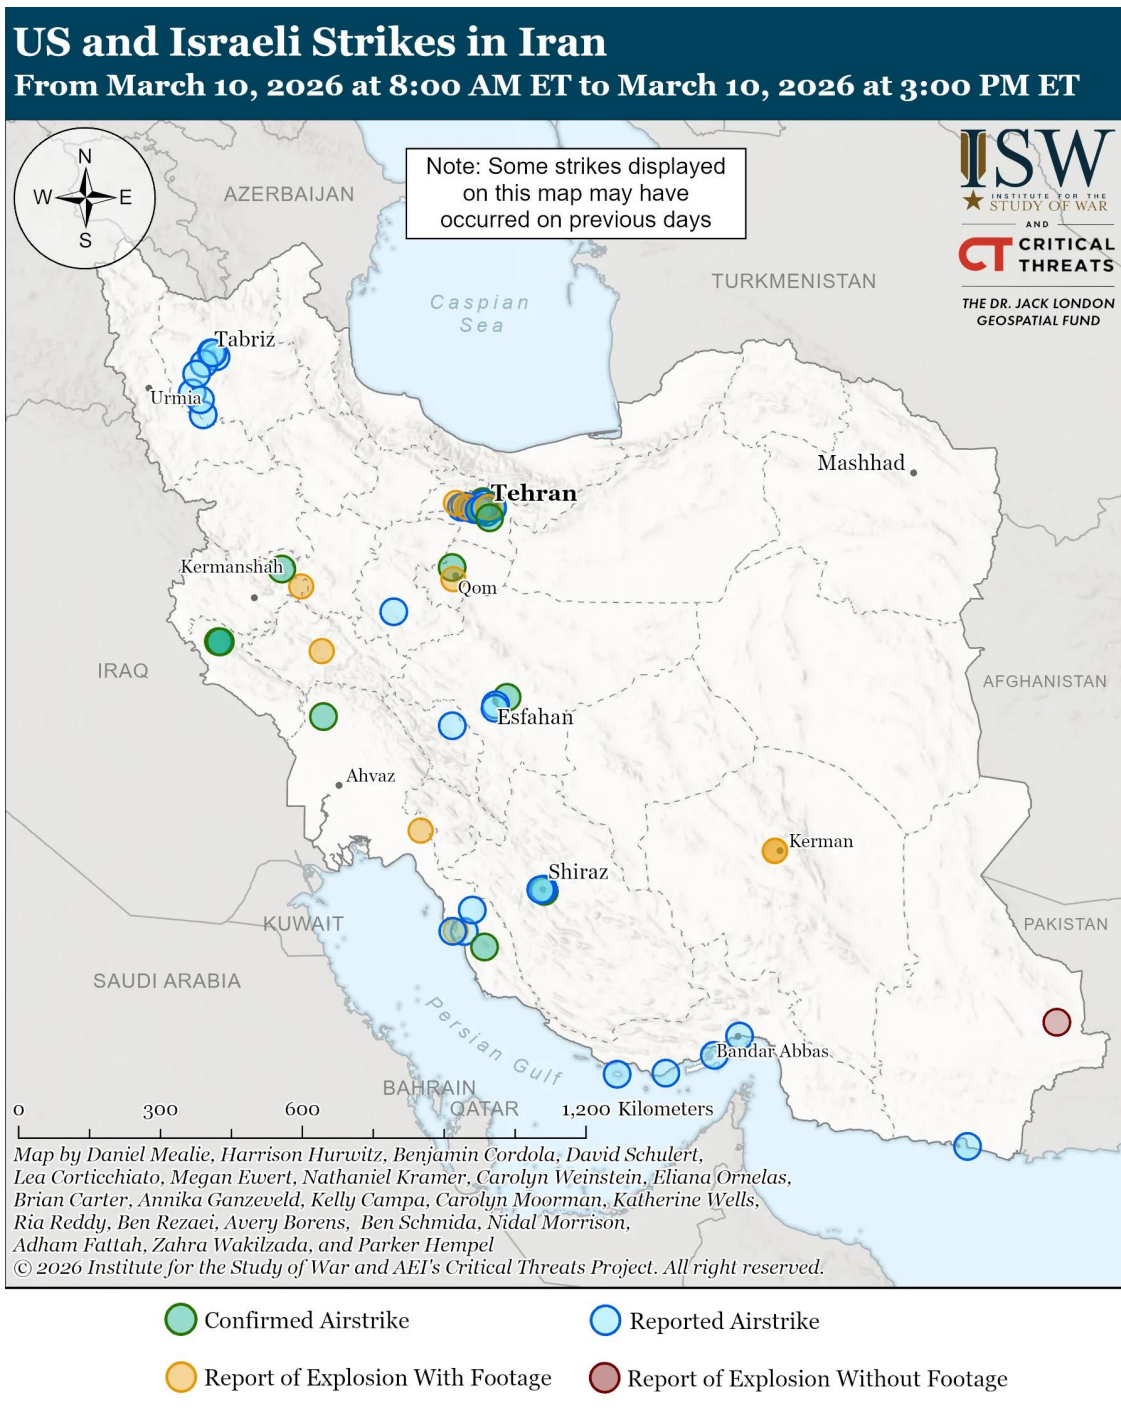 US and Israeli Strikes in Iran
From March 10, 2026 at 8:00 AM ET to March 10, 2026 at 3:00 PM ET
N
W
E
S
Note: Some strikes displayed
on this map may have
occurred on previous days
ISW
INSTITUTE FOR THE
STUDY OF WAR
AND
CT CRITICAL
THREATS
THE DR. JACK LONDON
GEOSPATIAL FUND
AZERBAIJAN
TURKMENISTAN
Caspian
Sea
Tabriz
Urmia
Mashhad
Tehran
Kermanshah
Qom
IRAQ
AFGHANISTAN
Esfahan
Ahvaz
Kerman
Shiraz
KUWAIT
PAKISTAN
SAUDI ARABIA
Persian Gulf
Bandar Abbas
BAHRAIN
QATAR
0 300 600 1,200 Kilometers
Map by Daniel Mealie, Harrison Hurwitz, Benjamin Cordola, David Schulert,
Lea Corticchiato, Megan Ewert, Nathaniel Kramer, Carolyn Weinstein, Eliana Ornelas,
Brian Carter, Annika Ganzeveld, Kelly Campa, Carolyn Moorman, Katherine Wells,
Ria Reddy, Ben Rezaei, Avery Borens, Ben Schmida, Nidal Morrison,
Adham Fattah, Zahra Wakilzada, and Parker Hempel
© 2026 Institute for the Study of War and AEI's Critical Threats Project. All right reserved.
Confirmed Airstrike
Reported Airstrike
Report of Explosion With Footage
Report of Explosion Without Footage